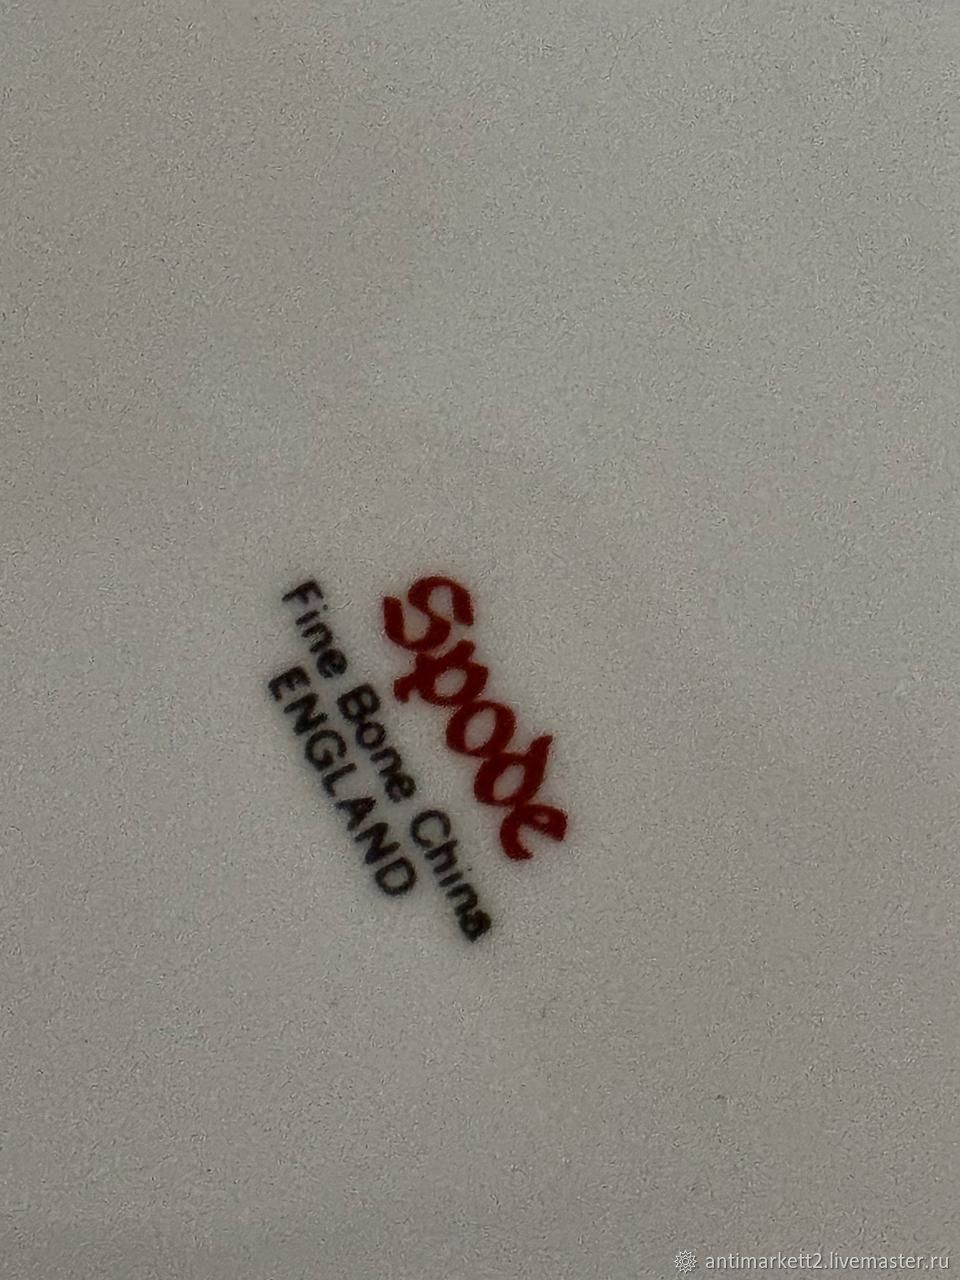 Spode
Fine Bone China
ENGLAND
antimarkett2.livemaster.ru